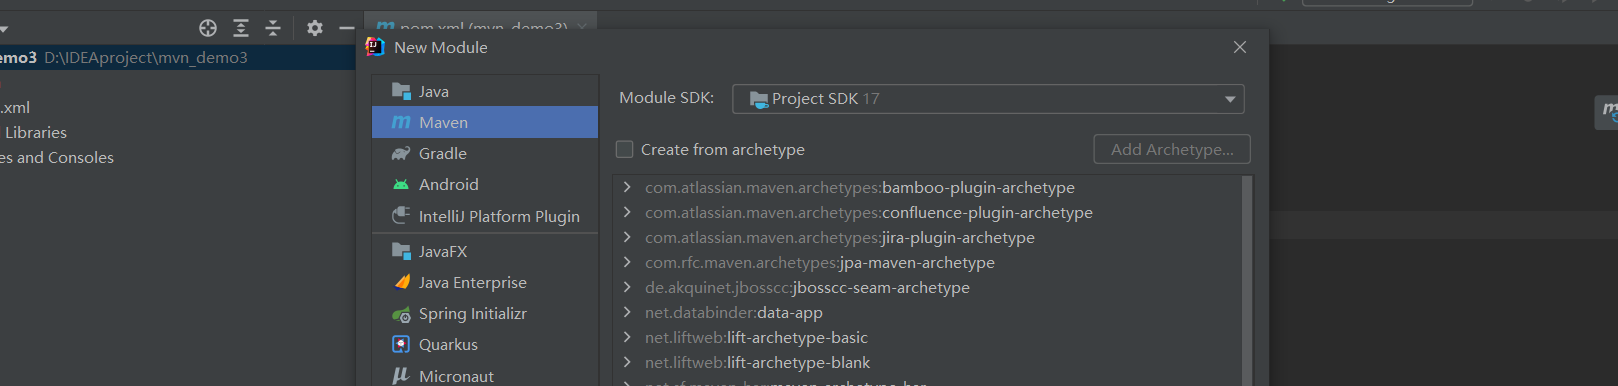 pom.xml (mvn_demo3)
emo3 D:\IDEAproject\mvn_demo3
.xml
Libraries
es and Consoles
New Module
Java
Maven
Gradle
Android
IntelliJ Platform Plugin
JavaFX
Java Enterprise
Spring Initializr
Quarkus
Micronaut
Module SDK: Project SDK 17
Create from archetype
Add Archetype...
com.atlassian.maven.archetypes:bamboo-plugin-archetype
com.atlassian.maven.archetypes:confluence-plugin-archetype
com.atlassian.maven.archetypes:jira-plugin-archetype
com.rfc.maven.archetypes:jpa-maven-archetype
de.akquinet.jbosscc:jbosscc-seam-archetype
net.databinder:data-app
net.liftweb:lift-archetype-basic
net.liftweb:lift-archetype-blank